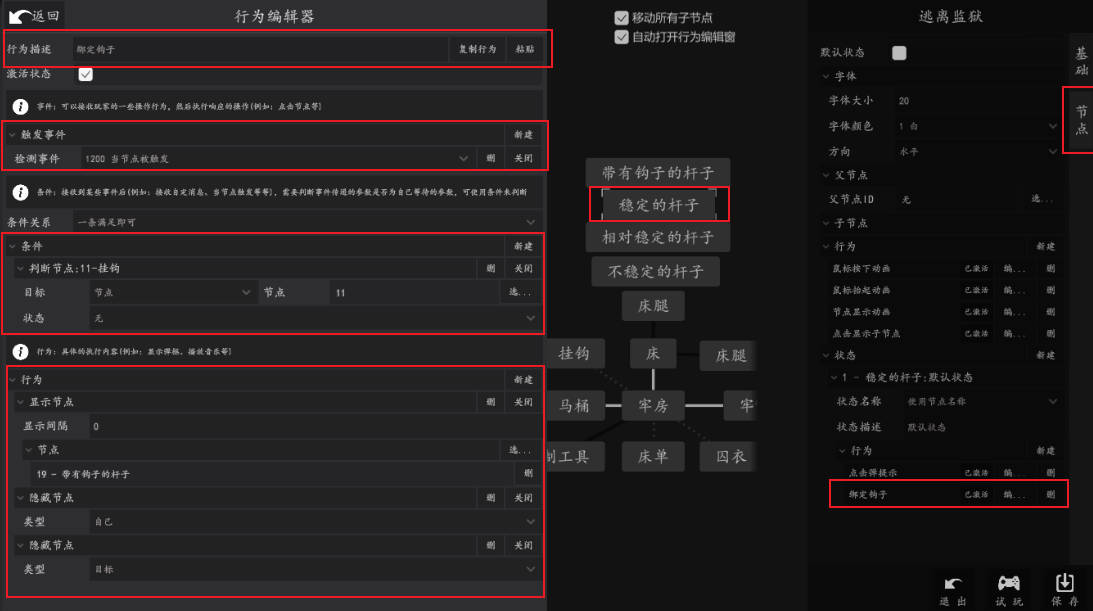 返回
行为编辑器
行为描述 绑定钩子 复制行为 粘贴
激活状态
事件: 可以接收玩家的一些操作行为, 然后执行响应的操作(例如: 点击节点等)
触发事件 新建
检测事件 1200 当节点被触发 删 关闭
条件: 接收到某些事件后(例如: 接收自定消息、当节点触发等等), 需要判断事件传递的参数是否为自己等待的参数, 可使用条件来判断
条件关系 一条满足即可
条件 新建
判断节点:11-挂钩 删 关闭
目标 节点 节点 11 选...
状态 无
行为: 具体的执行内容(例如: 显示弹框、播放音乐等)
行为 新建
显示节点 删 关闭
显示间隔 0
节点 选...
19 - 带有钩子的杆子 删
隐藏节点 删 关闭
类型 自己
隐藏节点 删 关闭
类型 目标
移动所有子节点
自动打开行为编辑窗
带有钩子的杆子
稳定的杆子
相对稳定的杆子
不稳定的杆子
床腿
挂钩 床 床腿
马桶 牢房 牢
制工具 床单 囚衣
逃离监狱
默认状态
字体
字体大小 20
字体颜色 1 白
方向 水平
父节点
父节点ID 无 选...
子节点
行为 新建
鼠标按下动画 已激活 编... 删
鼠标抬起动画 已激活 编... 删
节点显示动画 已激活 编... 删
点击显示子节点 已激活 编... 删
状态 新建
1 - 稳定的杆子:默认状态
状态名称 使用节点名称
状态描述 默认状态
行为 新建
点击弹提示 已激活 编... 删
绑定钩子 已激活 编... 删
基础
节点
退出 试玩 保存